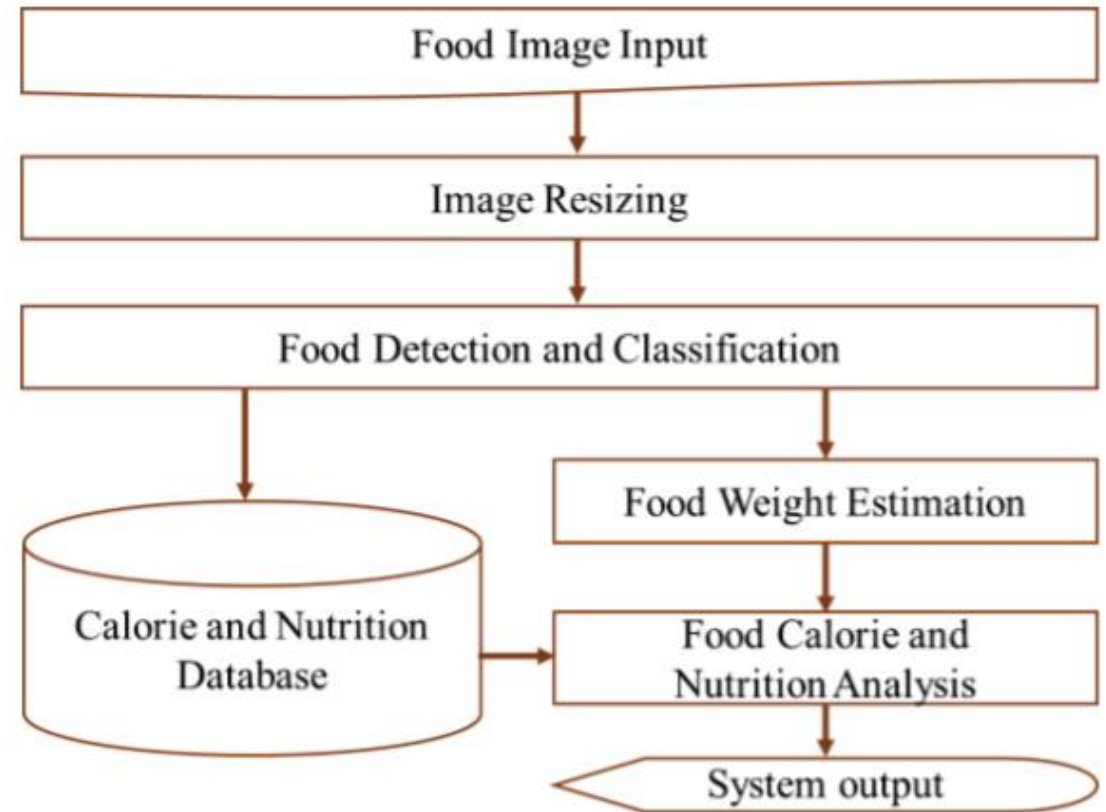 Food Image Input
Image Resizing
Food Detection and Classification
Food Weight Estimation
Calorie and Nutrition
Database
Food Calorie and
Nutrition Analysis
System output